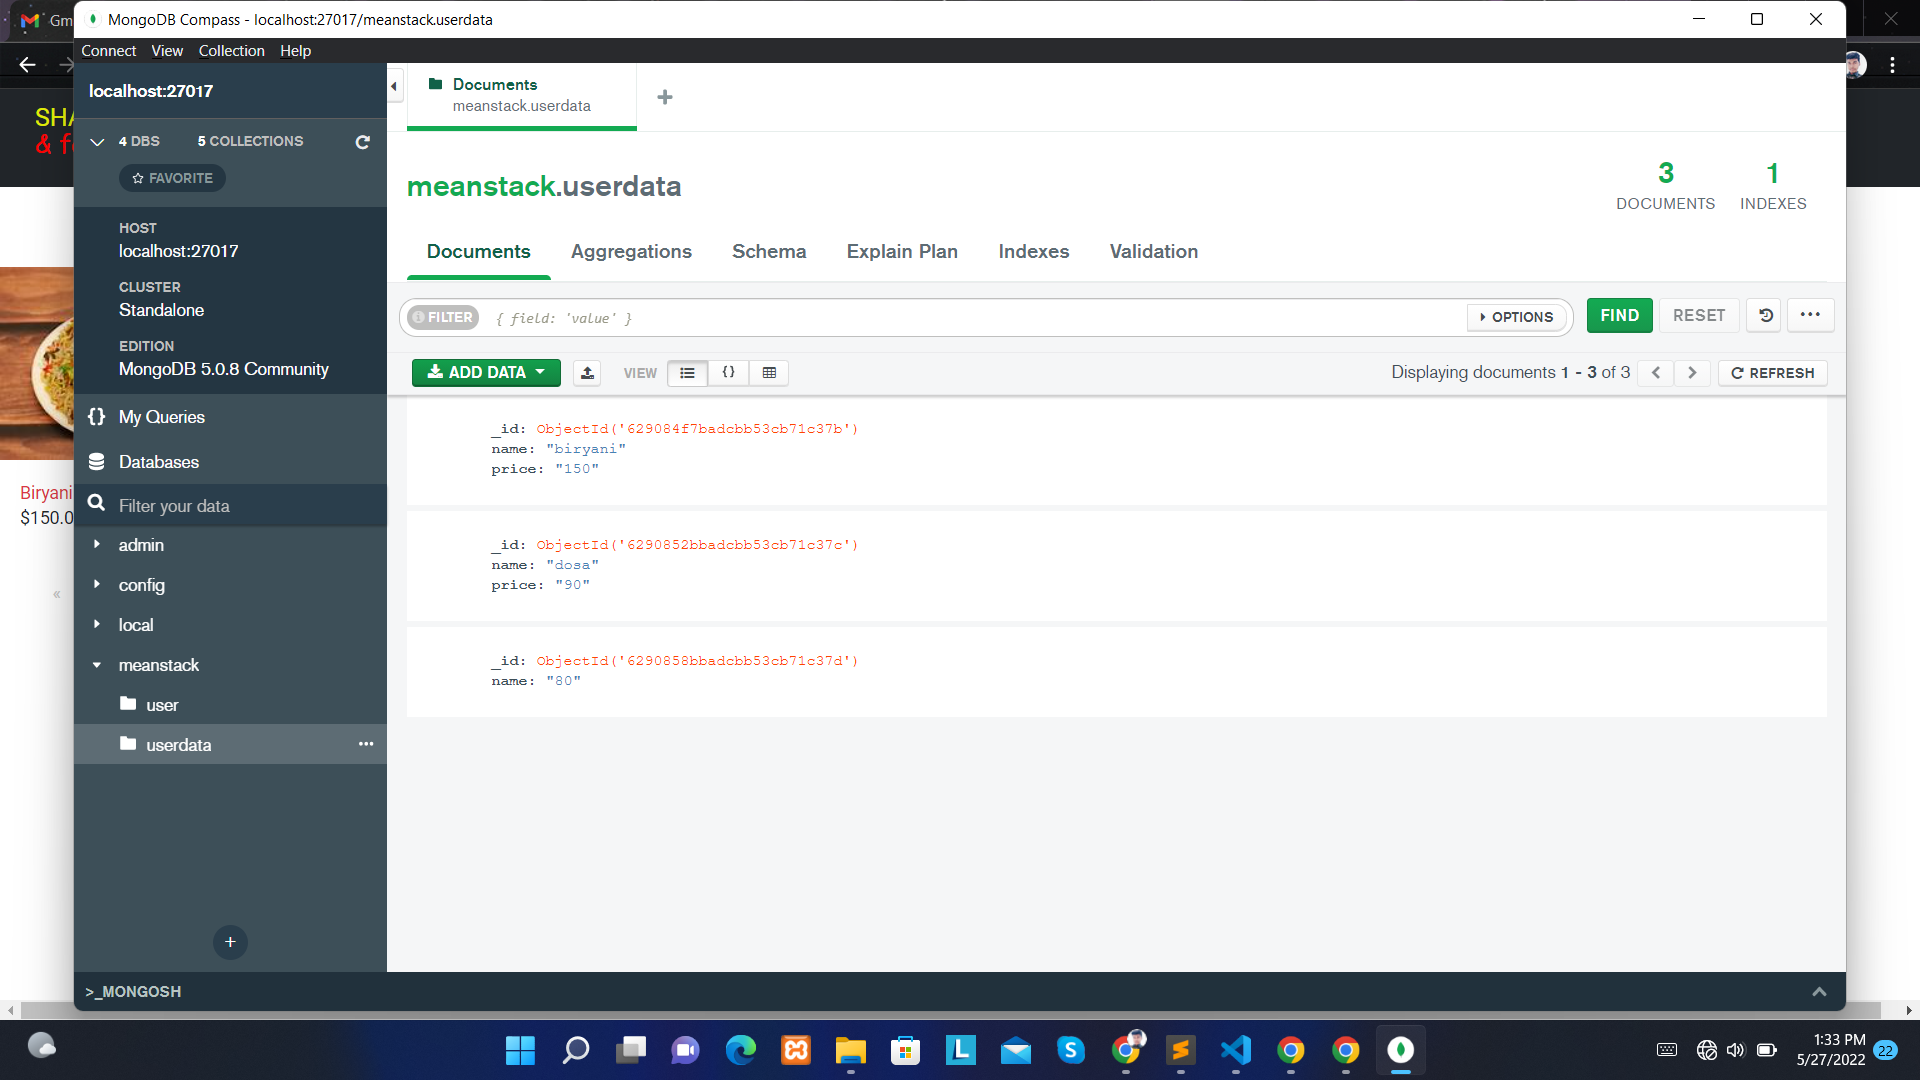 Gm
MongoDB Compass - localhost:27017/meanstack.userdata
Connect View Collection Help
localhost:27017
4 DBS 5 COLLECTIONS
FAVORITE
HOST
localhost:27017
CLUSTER
Standalone
EDITION
MongoDB 5.0.8 Community
{} My Queries
Databases
Filter your data
admin
config
local
meanstack
user
userdata
+
Documents
meanstack.userdata
+
meanstack.userdata
3
DOCUMENTS
1
INDEXES
Documents Aggregations Schema Explain Plan Indexes Validation
FILTER { field: 'value' } OPTIONS FIND RESET
ADD DATA VIEW {} Displaying documents 1 - 3 of 3 REFRESH
_id: ObjectId('629084f7badcbb53cb71c37b')
name: "biryani"
price: "150"
_id: ObjectId('6290852bbadcbb53cb71c37c')
name: "dosa"
price: "90"
_id: ObjectId('6290858bbadcbb53cb71c37d')
name: "80"
>_MONGOSH
SHA
& f
Biryani
$150.0
«
1:33 PM
5/27/2022
22